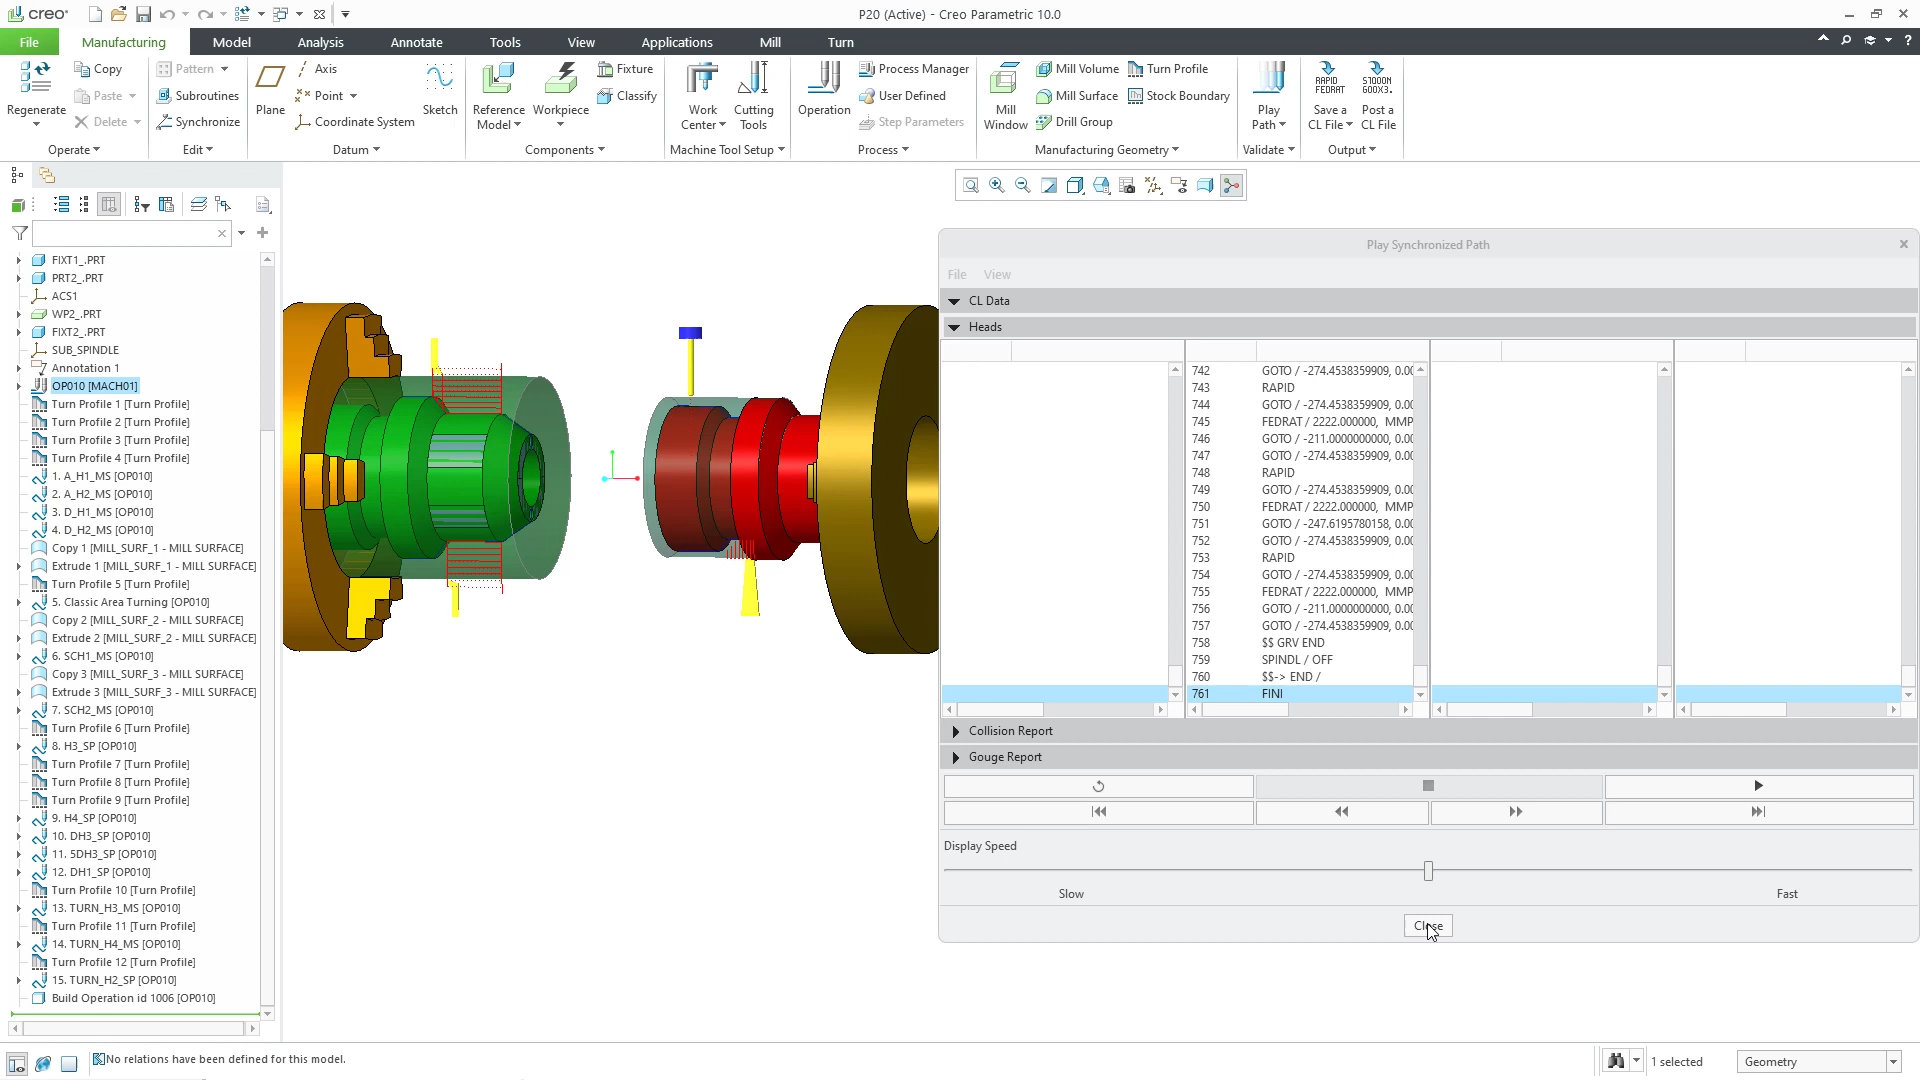 creo
P20 (Active) - Creo Parametric 10.0
File
Manufacturing
Model
Analysis
Annotate
Tools
View
Applications
Mill
Turn
Regenerate
Copy
Paste
Delete
Operate
Pattern
Subroutines
Synchronize
Edit
Plane
Axis
Point
Coordinate System
Sketch
Datum
Reference Model
Workpiece
Fixture
Classify
Components
Work Center
Cutting Tools
Machine Tool Setup
Operation
Process Manager
User Defined
Step Parameters
Process
Mill Window
Mill Volume
Mill Surface
Drill Group
Turn Profile
Stock Boundary
Manufacturing Geometry
Play Path
Validate
RAPID
FEDRAT
Save a CL File
S1000M
G00X3.
Post a CL File
Output
FIXT1_.PRT
PRT2_.PRT
ACS1
WP2_.PRT
FIXT2_.PRT
SUB_SPINDLE
Annotation 1
OP010 [MACH01]
Turn Profile 1 [Turn Profile]
Turn Profile 2 [Turn Profile]
Turn Profile 3 [Turn Profile]
Turn Profile 4 [Turn Profile]
1. A_H1_MS [OP010]
2. A_H2_MS [OP010]
3. D_H1_MS [OP010]
4. D_H2_MS [OP010]
Copy 1 [MILL_SURF_1 - MILL SURFACE]
Extrude 1 [MILL_SURF_1 - MILL SURFACE]
Turn Profile 5 [Turn Profile]
5. Classic Area Turning [OP010]
Copy 2 [MILL_SURF_2 - MILL SURFACE]
Extrude 2 [MILL_SURF_2 - MILL SURFACE]
6. SCH1_MS [OP010]
Copy 3 [MILL_SURF_3 - MILL SURFACE]
Extrude 3 [MILL_SURF_3 - MILL SURFACE]
7. SCH2_MS [OP010]
Turn Profile 6 [Turn Profile]
8. H3_SP [OP010]
Turn Profile 7 [Turn Profile]
Turn Profile 8 [Turn Profile]
Turn Profile 9 [Turn Profile]
9. H4_SP [OP010]
10. DH3_SP [OP010]
11. 5DH3_SP [OP010]
12. DH1_SP [OP010]
Turn Profile 10 [Turn Profile]
13. TURN_H3_MS [OP010]
Turn Profile 11 [Turn Profile]
14. TURN_H4_MS [OP010]
Turn Profile 12 [Turn Profile]
15. TURN_H2_SP [OP010]
Build Operation id 1006 [OP010]
Play Synchronized Path
File View
CL Data
Heads
742 GOTO / -274.4538359909, 0.00
743 RAPID
744 GOTO / -274.4538359909, 0.00
745 FEDRAT / 2222.000000, MMP
746 GOTO / -211.0000000000, 0.00
747 GOTO / -274.4538359909, 0.00
748 RAPID
749 GOTO / -274.4538359909, 0.00
750 FEDRAT / 2222.000000, MMP
751 GOTO / -247.6195780158, 0.00
752 GOTO / -274.4538359909, 0.00
753 RAPID
754 GOTO / -274.4538359909, 0.00
755 FEDRAT / 2222.000000, MMP
756 GOTO / -211.0000000000, 0.00
757 GOTO / -274.4538359909, 0.00
758 $$ GRV END
759 SPINDL / OFF
760 $$-> END /
761 FINI
Collision Report
Gouge Report
Display Speed
Slow
Fast
Close
No relations have been defined for this model.
1 selected
Geometry